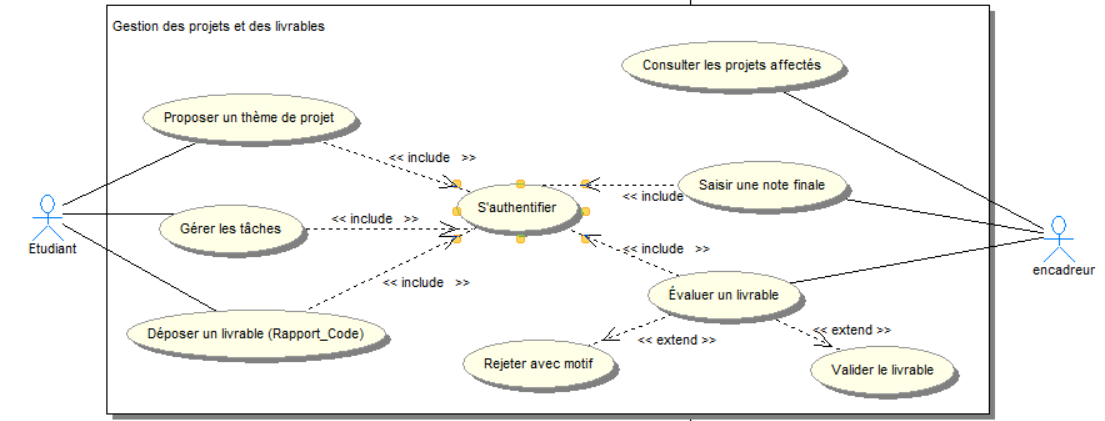 Gestion des projets et des livrables
Consulter les projets affectés
Proposer un thème de projet
<< include >>
Saisir une note finale
<< include
S'authentifier
Gérer les tâches
<< include >>
Etudiant
<< include >>
encadreur
<< include >>
Évaluer un livrable
Déposer un livrable (Rapport_Code)
<< extend >>
<< extend >>
Rejeter avec motif
Valider le livrable